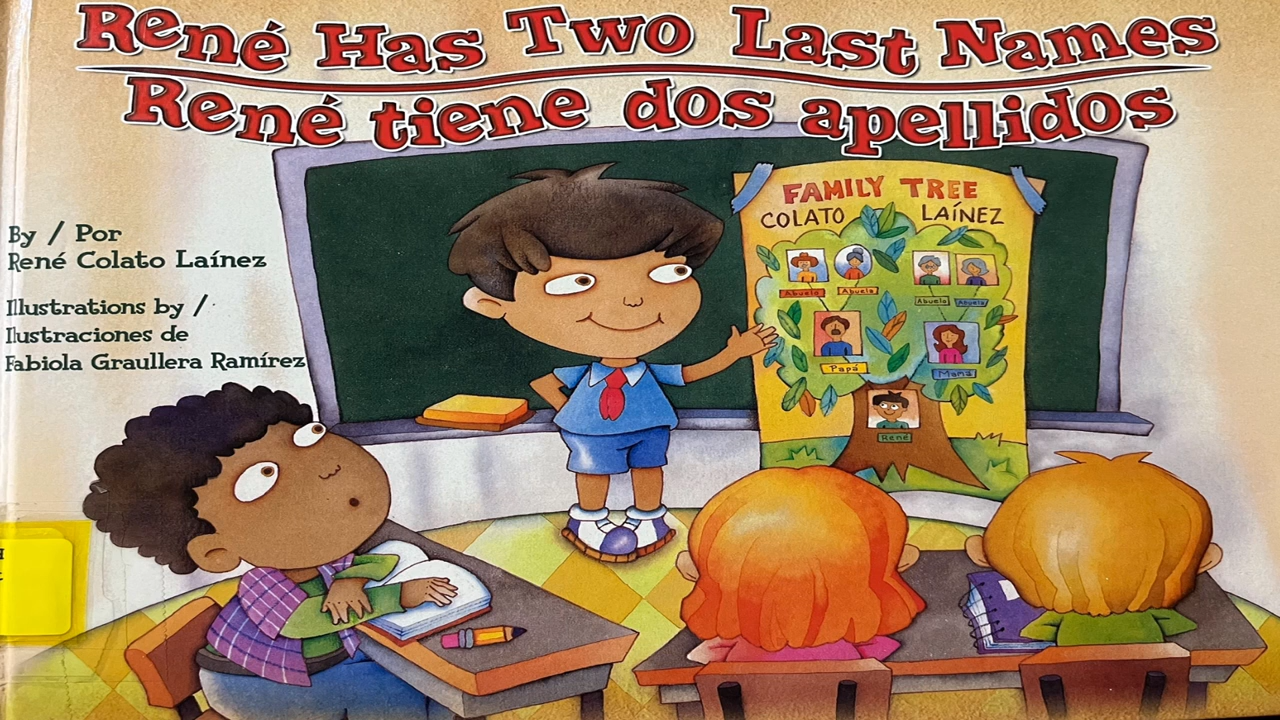 René Has Two Last Names
René tiene dos apellidos
By / Por
René Colato Laínez
Illustrations by /
Ilustraciones de
Fabiola Graullera Ramírez
FAMILY TREE
COLATO LAÍNEZ
Abuelo Abuela Abuelo Abuela
Papá Mamá
René